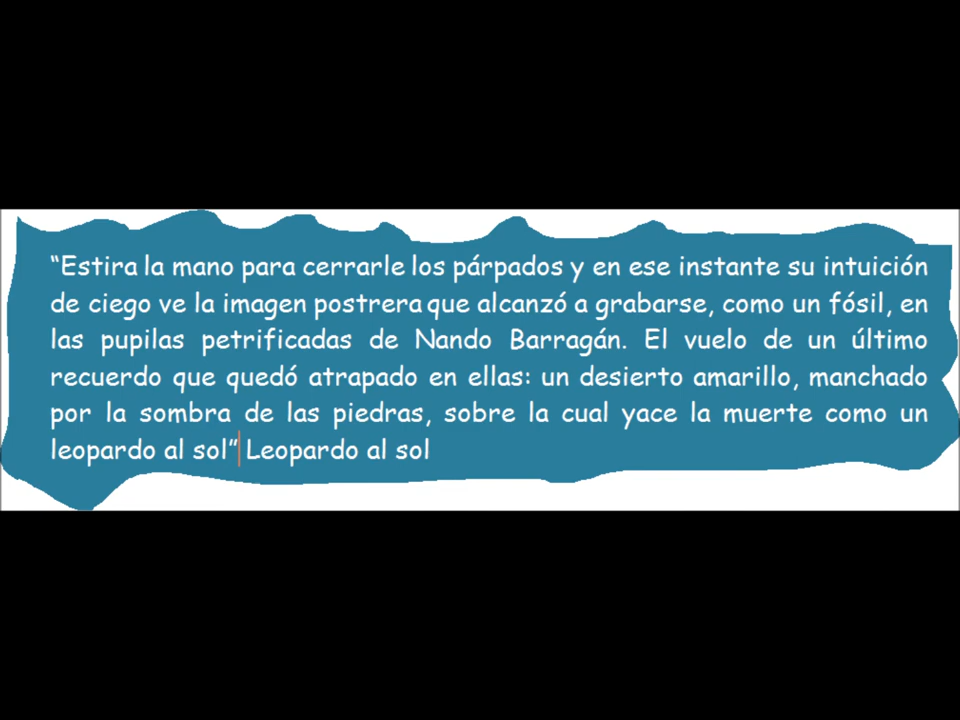 “Estira la mano para cerrarle los párpados y en ese instante su intuición
de ciego ve la imagen postrera que alcanzó a grabarse, como un fósil, en
las pupilas petrificadas de Nando Barragán. El vuelo de un último
recuerdo que quedó atrapado en ellas: un desierto amarillo, manchado
por la sombra de las piedras, sobre la cual yace la muerte como un
leopardo al sol” Leopardo al sol